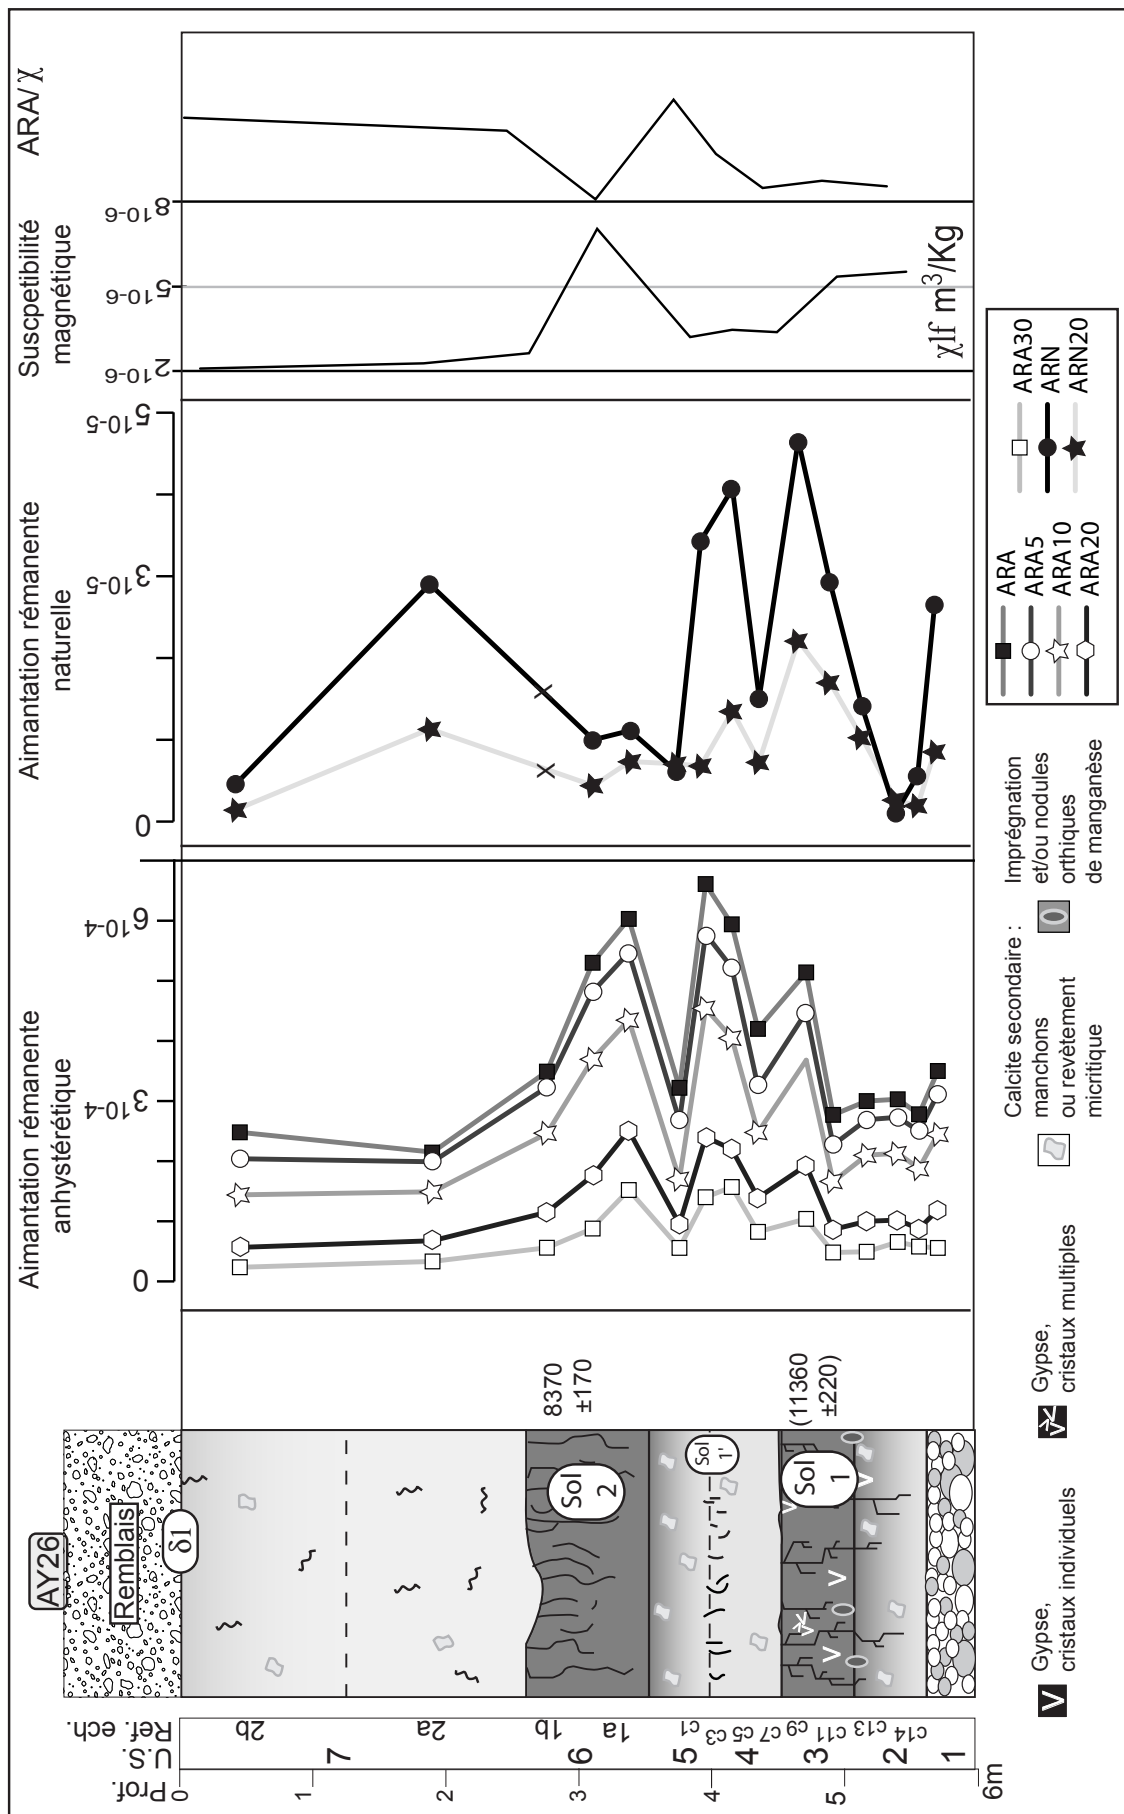 ARA/χ
Suscpetibilité
magnétique
8 10-6
5 10-6
2 10-6
χlf m³/Kg
Aimantation rémanente
naturelle
5 10-5
3 10-5
0
Aimantation rémanente
anhystérétique
6 10-4
3 10-4
0
AY26
Remblais
δ1
Sol
2
Sol
1'
Sol
1
8370
±170
(11360
±220)
Ref. ech.
2b
2a
1b
1a
c1
c3
c5
c7
c9
c11
c13
c14
U.S.
7
6
5
4
3
2
1
Prof.
0
1
2
3
4
5
6m
ARA
ARA5
ARA10
ARA20
ARA30
ARN
ARN20
Gypse,
cristaux individuels
Gypse,
cristaux multiples
Calcite secondaire :
manchons
ou revètement
micritique
Imprégnation
et/ou nodules
orthiques
de manganèse